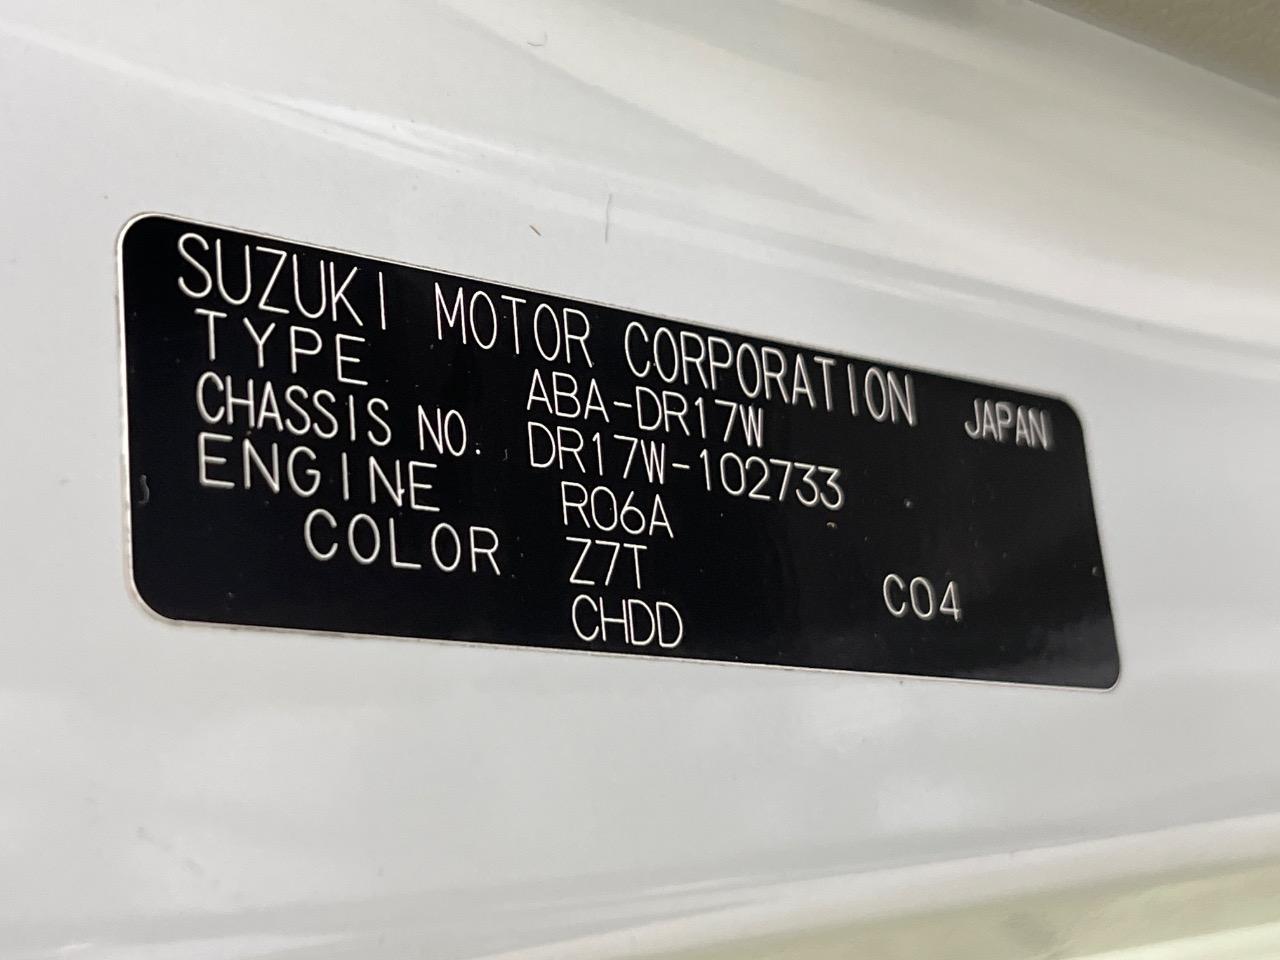 SUZUKI MOTOR CORPORATION JAPAN
TYPE ABA-DR17W
CHASSIS NO. DR17W-102733
ENGINE R06A
COLOR Z7T C04
CHDD